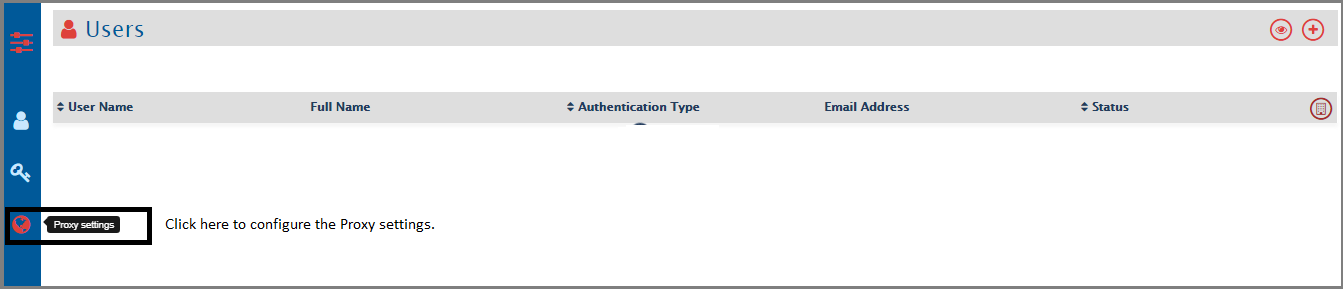 Users
User Name Full Name Authentication Type Email Address Status
Proxy settings Click here to configure the Proxy settings.